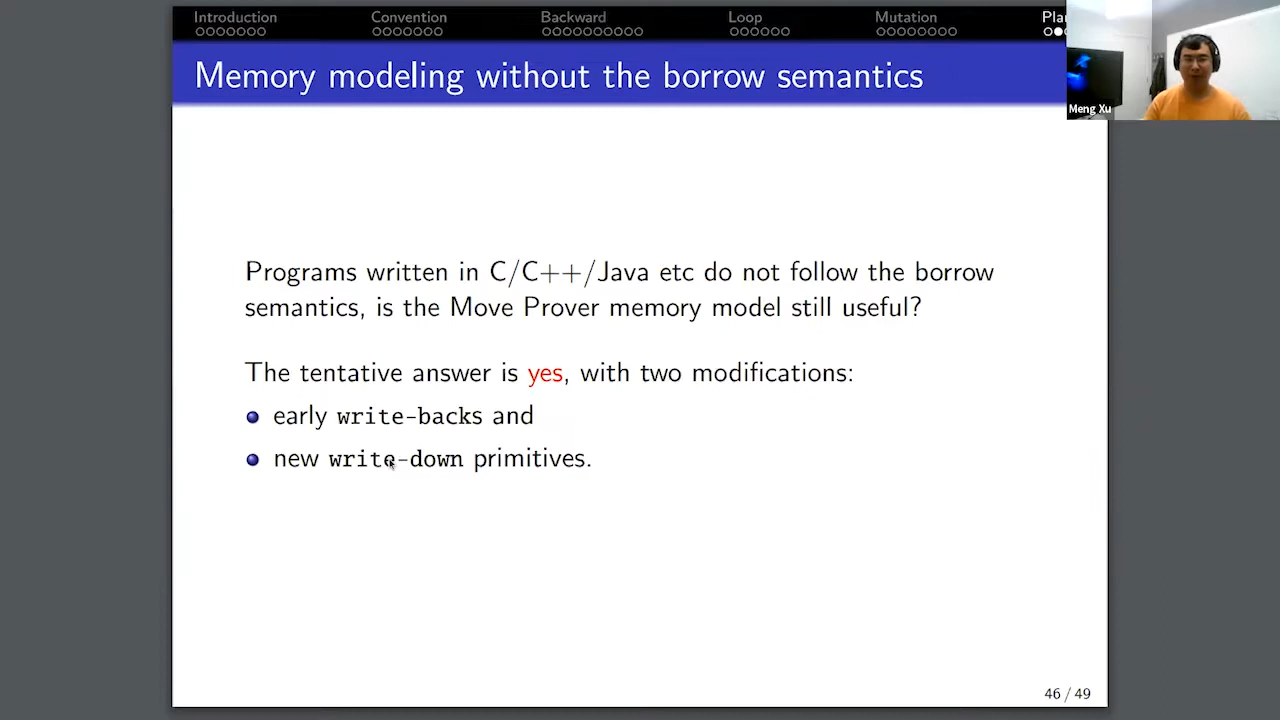 Introduction Convention Backward Loop Mutation
Meng Xu
Memory modeling without the borrow semantics
Programs written in C/C++/Java etc do not follow the borrow
semantics, is the Move Prover memory model still useful?
The tentative answer is yes, with two modifications:
early write-backs and
new write-down primitives.
46 / 49